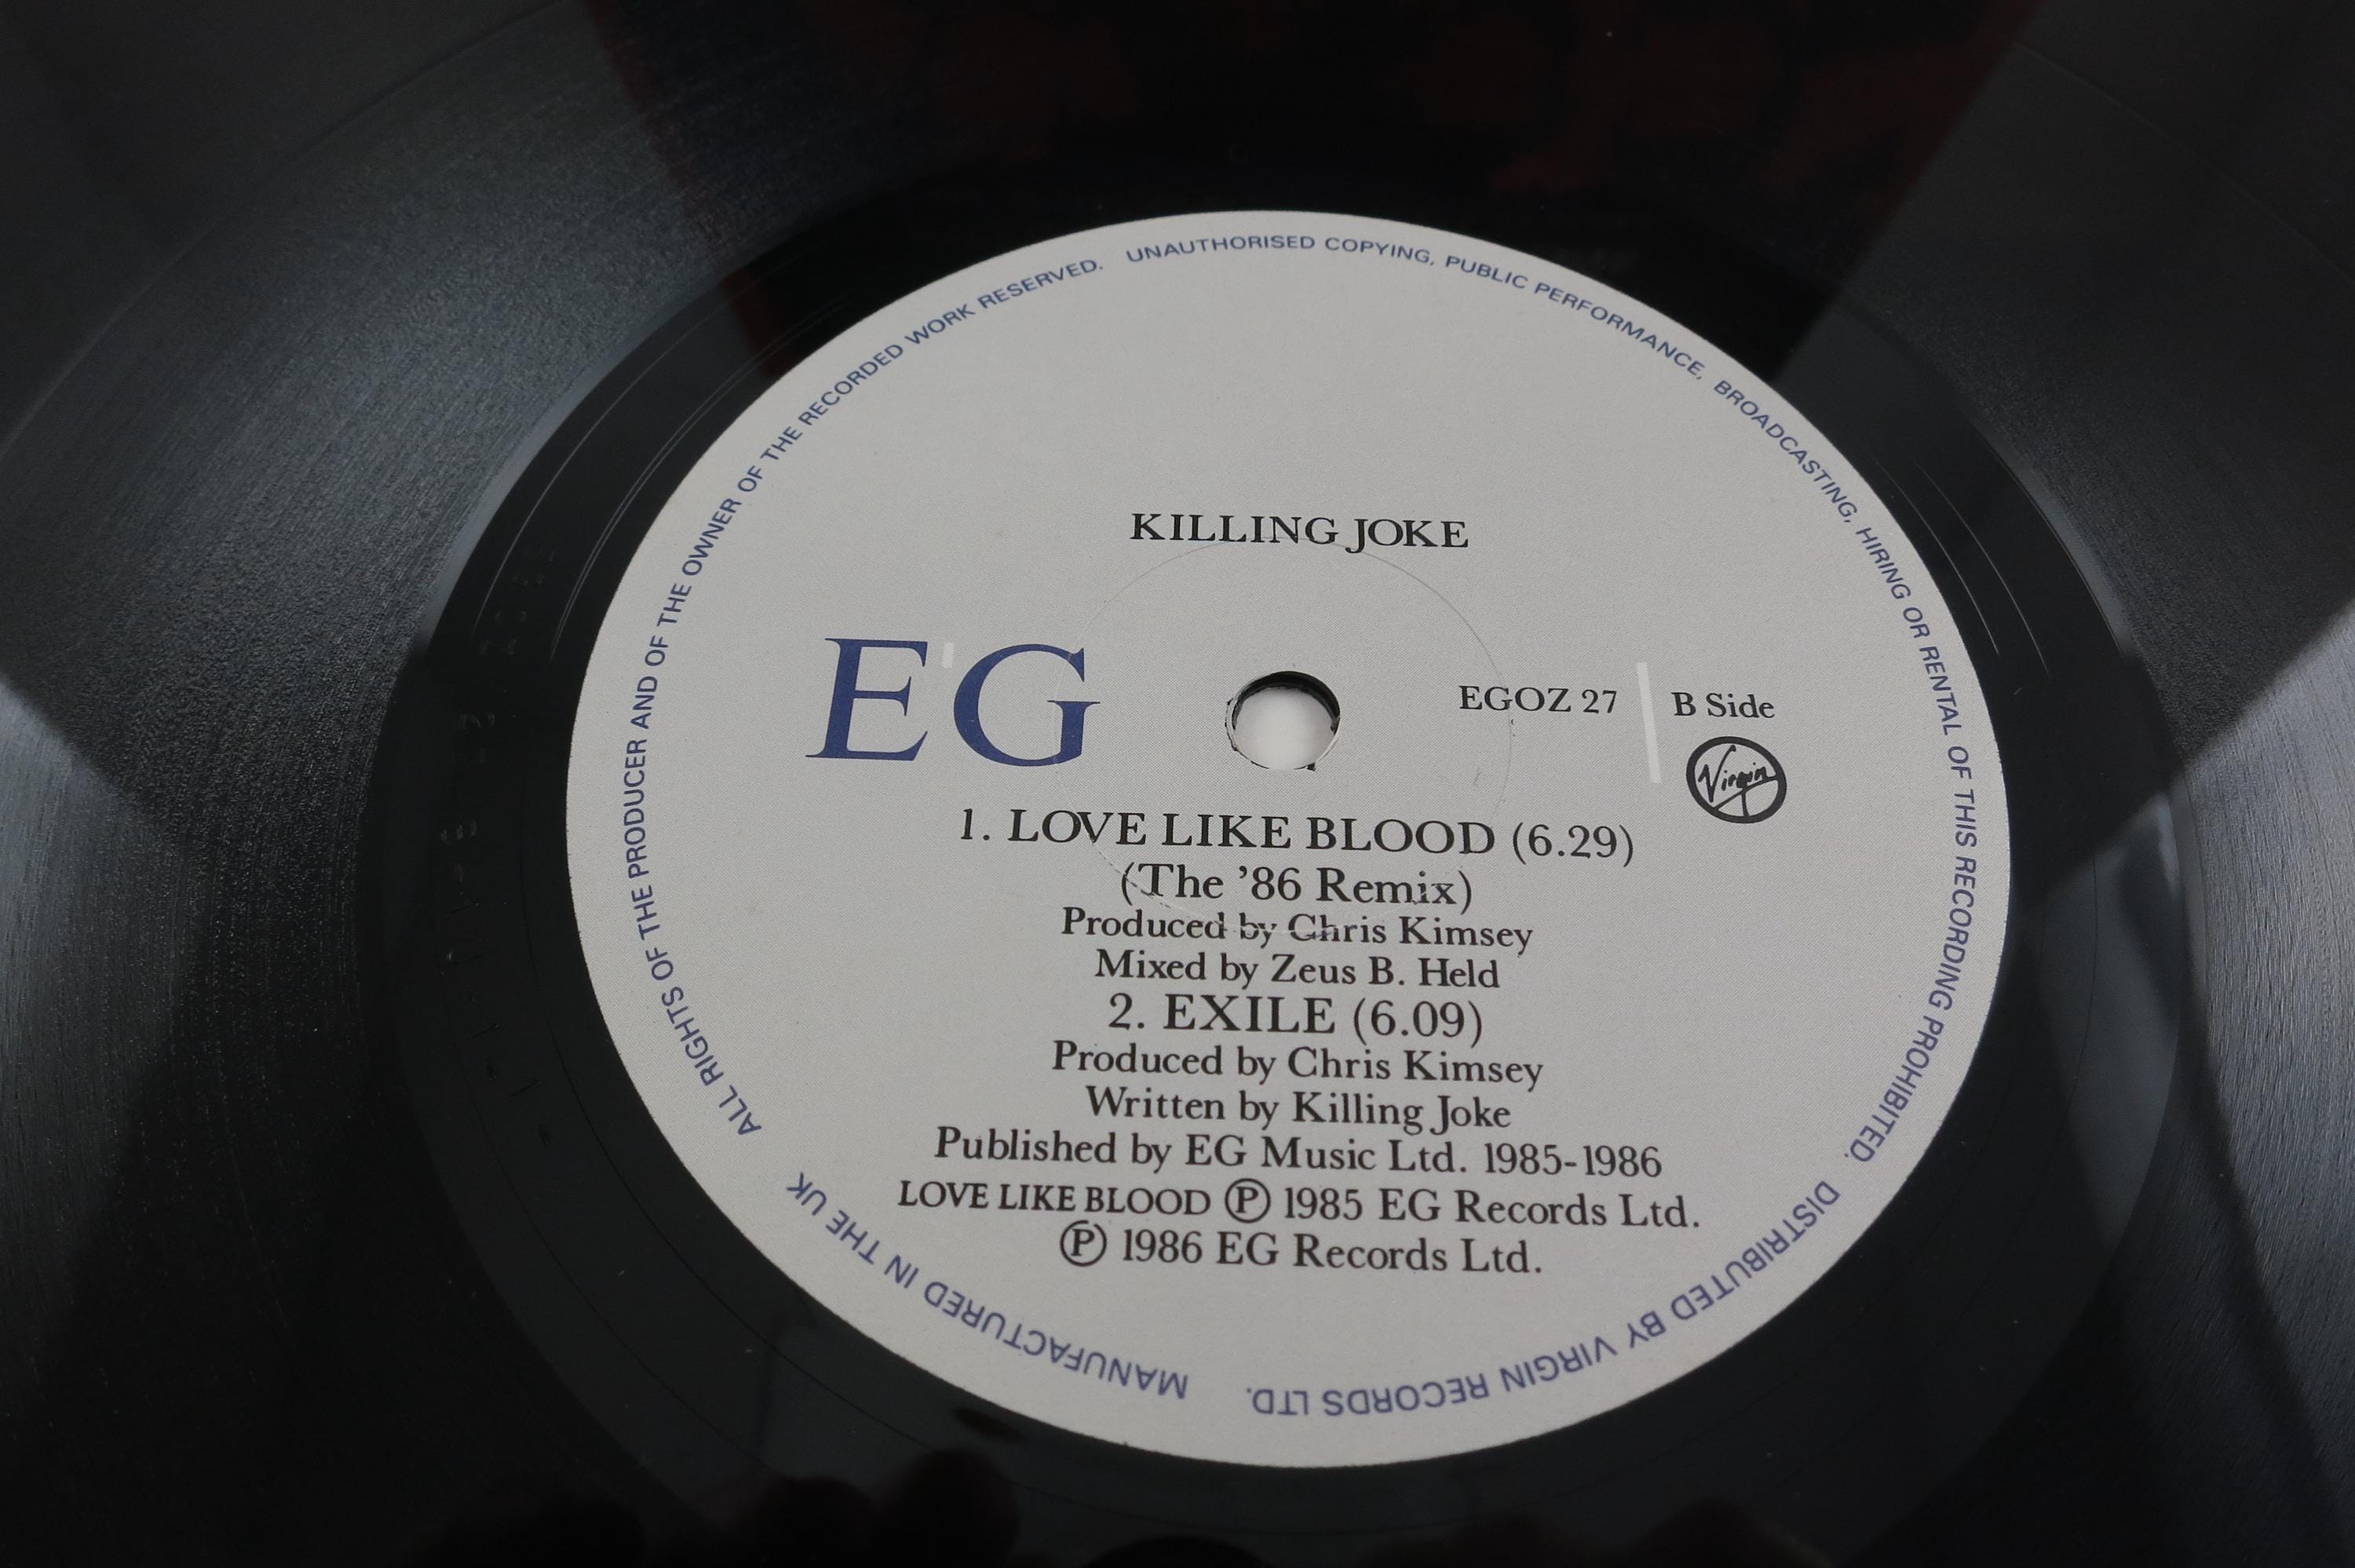 ALL RIGHTS OF THE PRODUCER AND OF THE OWNER OF THE RECORDED WORK RESERVED. UNAUTHORISED COPYING, PUBLIC PERFORMANCE, BROADCASTING, HIRING OR RENTAL OF THIS RECORDING PROHIBITED.
KILLING JOKE
E'G
EGOZ 27 | B Side
Virgin
1. LOVE LIKE BLOOD (6.29)
(The ’86 Remix)
Produced by Chris Kimsey
Mixed by Zeus B. Held
2. EXILE (6.09)
Produced by Chris Kimsey
Written by Killing Joke
Published by EG Music Ltd. 1985-1986
LOVE LIKE BLOOD Ⓟ 1985 EG Records Ltd.
Ⓟ 1986 EG Records Ltd.
DISTRIBUTED BY VIRGIN RECORDS LTD. MANUFACTURED IN THE UK